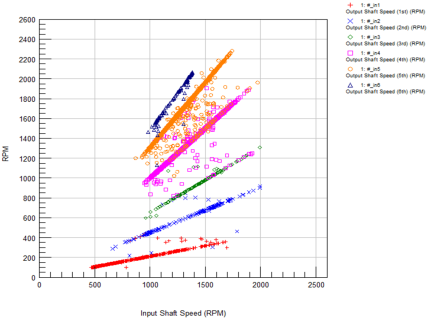 1: #_in1
Output Shaft Speed (1st) (RPM)
1: #_in2
Output Shaft Speed (2nd) (RPM)
1: #_in3
Output Shaft Speed (3rd) (RPM)
1: #_in4
Output Shaft Speed (4th) (RPM)
1: #_in5
Output Shaft Speed (5th) (RPM)
1: #_in6
Output Shaft Speed (6th) (RPM)
2600
2400
2200
2000
1800
1600
1400
1200
1000
800
600
400
200
0
RPM
0
500
1000
1500
2000
2500
Input Shaft Speed (RPM)